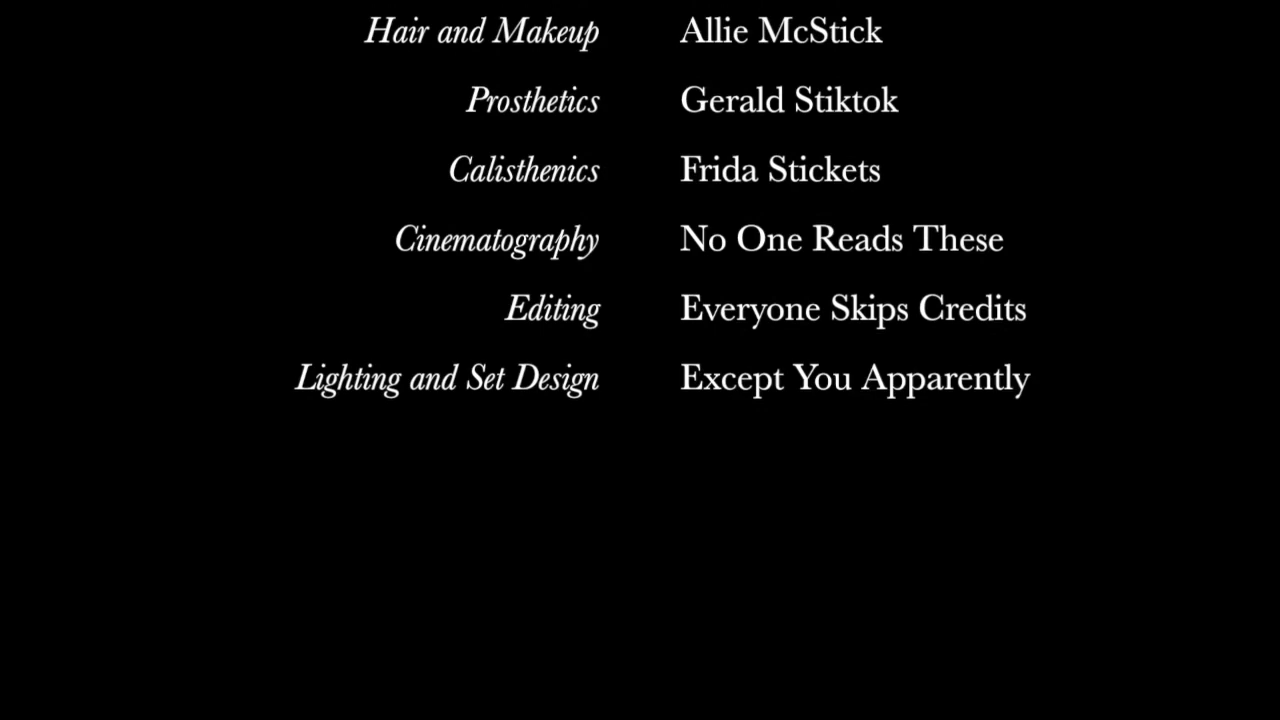 Hair and Makeup Allie McStick
Prosthetics Gerald Stiktok
Calisthenics Frida Stickets
Cinematography No One Reads These
Editing Everyone Skips Credits
Lighting and Set Design Except You Apparently